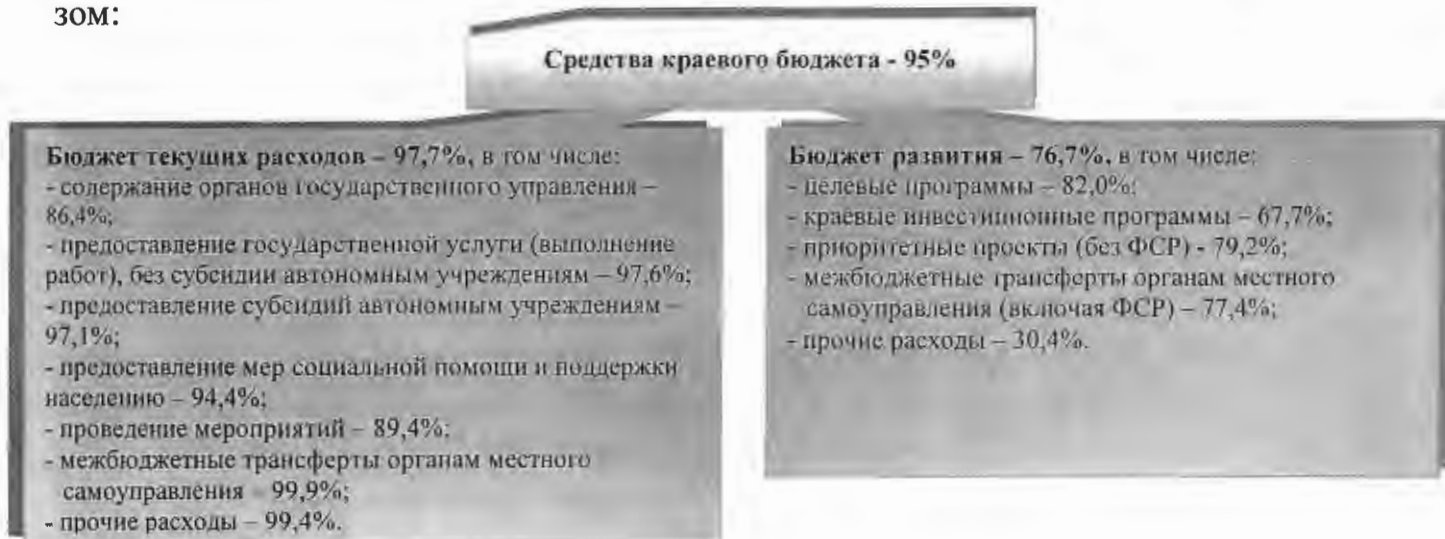 зом:
Средства краевого бюджета - 95%
Бюджет текущих расходов – 97,7%, в том числе:
- содержание органов государственного управления –
86,4%;
- предоставление государственной услуги (выполнение
работ), без субсидии автономным учреждениям – 97,6%;
- предоставление субсидий автономным учреждениям –
97,1%;
- предоставление мер социальной помощи и поддержки
населению – 94,4%;
- проведение мероприятий – 89,4%;
- межбюджетные трансферты органам местного
самоуправления – 99,9%;
- прочие расходы – 99,4%.
Бюджет развития – 76,7%, в том числе:
- целевые программы – 82,0%;
- краевые инвестиционные программы – 67,7%;
- приоритетные проекты (без ФСР) - 79,2%;
- межбюджетные трансферты органам местного
самоуправления (включая ФСР) – 77,4%;
- прочие расходы – 30,4%.